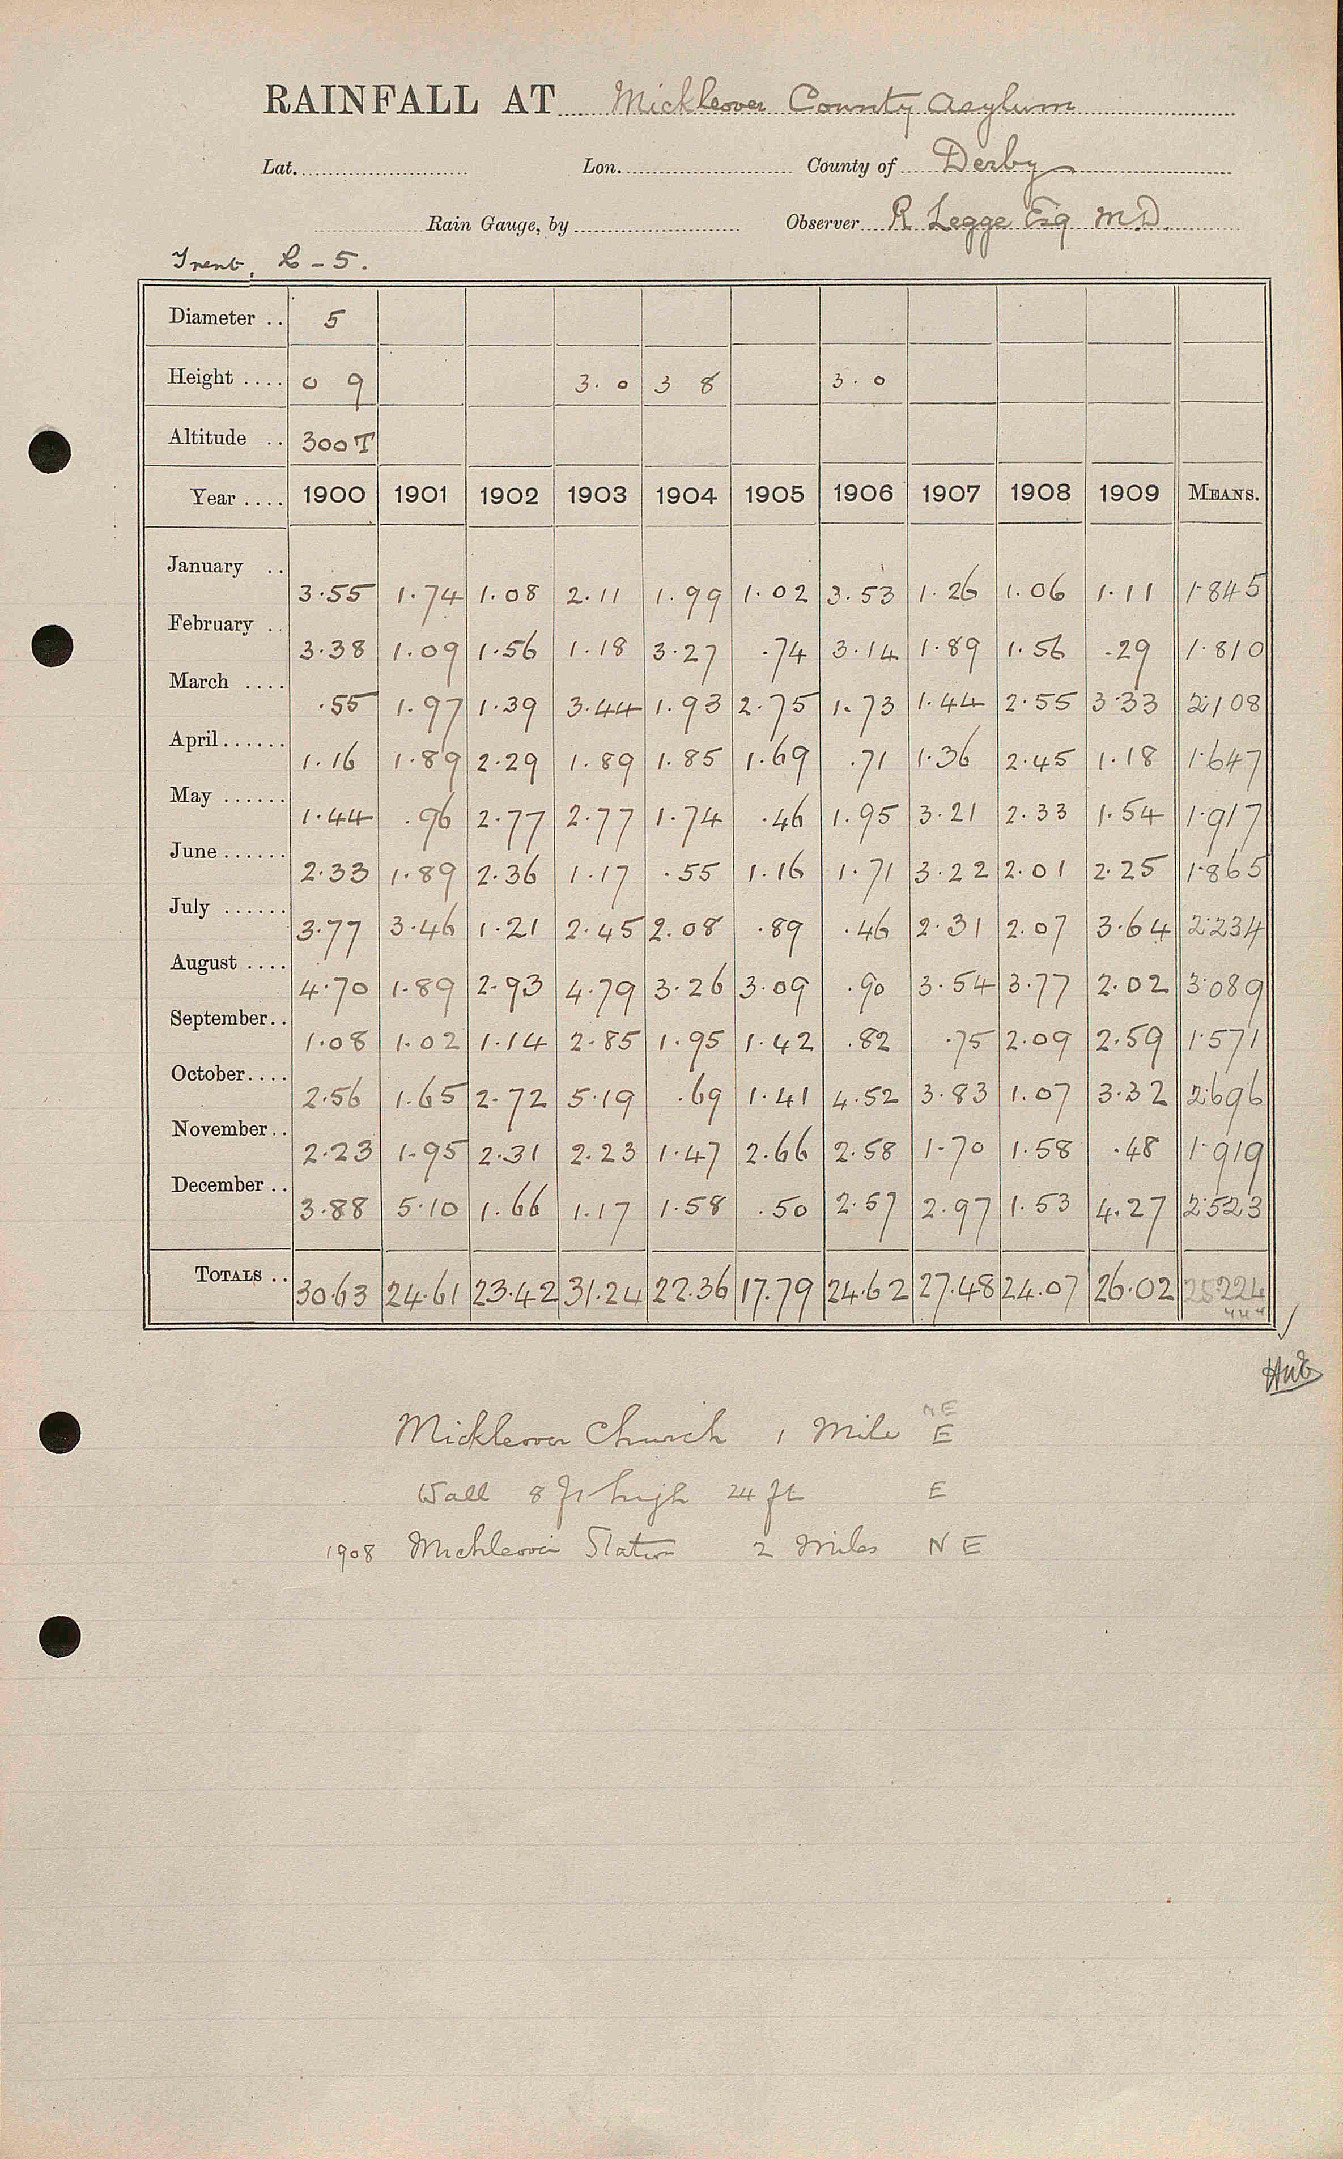 RAINFALL AT Mickleover County Asylum
Lat. Lon. County of Derby
Rain Gauge, by Observer R Legge Esq M.D.
Trent, L-5.
Diameter .. 5
Height .... 0 9 3. 0 3 8 3. 0
Altitude .. 300T
Year .... 1900 1901 1902 1903 1904 1905 1906 1907 1908 1909 MEANS.
January .. 3.55 1.74 1.08 2.11 1.99 1.02 3.53 1.26 1.06 1.11 1.845
February .. 3.38 1.09 1.56 1.18 3.27 .74 3.14 1.89 1.56 .29 1.810
March .... .55 1.97 1.39 3.44 1.93 2.75 1.73 1.44 2.55 3.33 2.108
April...... 1.16 1.89 2.29 1.89 1.85 1.69 .71 1.36 2.45 1.18 1.647
May ...... 1.44 .96 2.77 2.77 1.74 .46 1.95 3.21 2.33 1.54 1.917
June ...... 2.33 1.89 2.36 1.17 .55 1.16 1.71 3.22 2.01 2.25 1.865
July ...... 3.77 3.46 1.21 2.45 2.08 .89 .46 2.31 2.07 3.64 2.234
August .... 4.70 1.89 2.93 4.79 3.26 3.09 .90 3.54 3.77 2.02 3.089
September.. 1.08 1.02 1.14 2.85 1.95 1.42 .82 .75 2.09 2.59 1.571
October.... 2.56 1.65 2.72 5.19 .69 1.41 4.52 3.83 1.07 3.32 2.696
November.. 2.23 1.95 2.31 2.23 1.47 2.66 2.58 1.70 1.58 .48 1.919
December .. 3.88 5.10 1.66 1.17 1.58 .50 2.57 2.97 1.53 4.27 2.523
TOTALS .. 30.63 24.61 23.42 31.24 22.36 17.79 24.62 27.48 24.07 26.02 25.224
NE
Mickleover Church 1 Mile E
Wall 8 ft high 24 ft E
1908 Mickleover Station 2 Miles N E